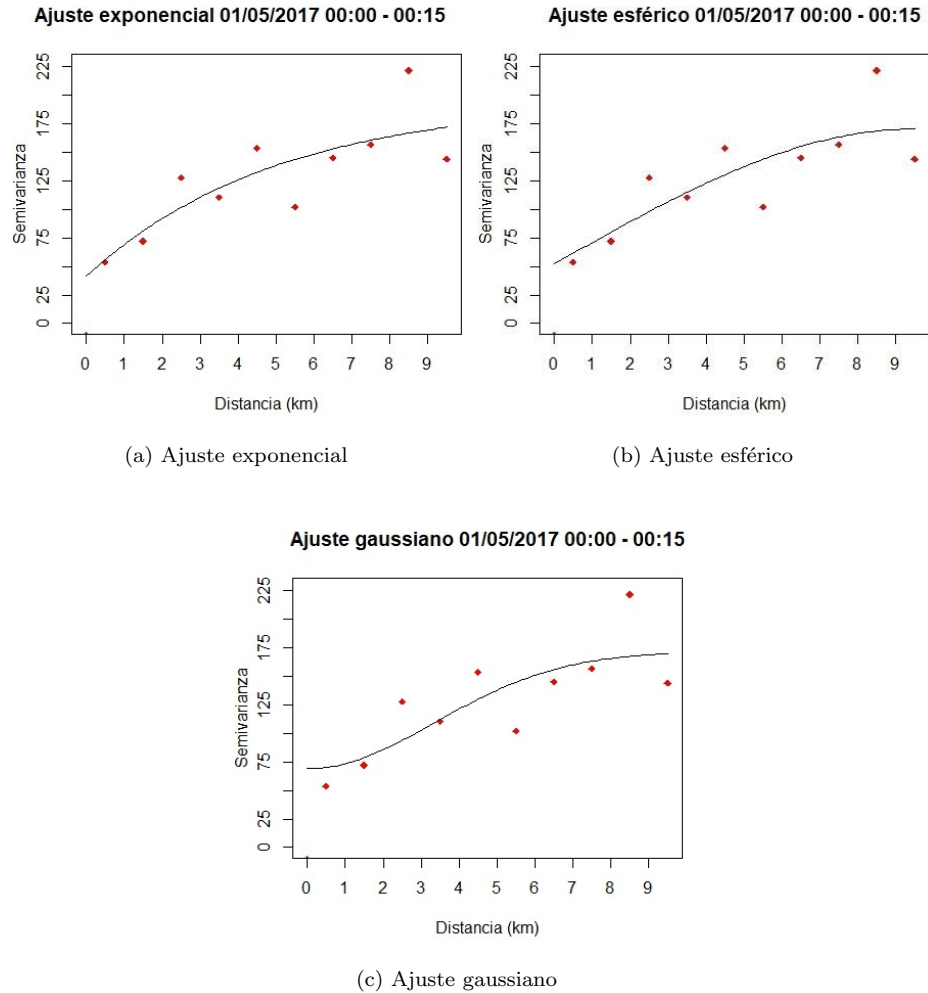 Ajuste exponencial 01/05/2017 00:00 - 00:15
Semivarianza
225
175
125
75
25
0
0 1 2 3 4 5 6 7 8 9
Distancia (km)
(a) Ajuste exponencial
Ajuste esférico 01/05/2017 00:00 - 00:15
Semivarianza
225
175
125
75
25
0
0 1 2 3 4 5 6 7 8 9
Distancia (km)
(b) Ajuste esférico
Ajuste gaussiano 01/05/2017 00:00 - 00:15
Semivarianza
225
175
125
75
25
0
0 1 2 3 4 5 6 7 8 9
Distancia (km)
(c) Ajuste gaussiano